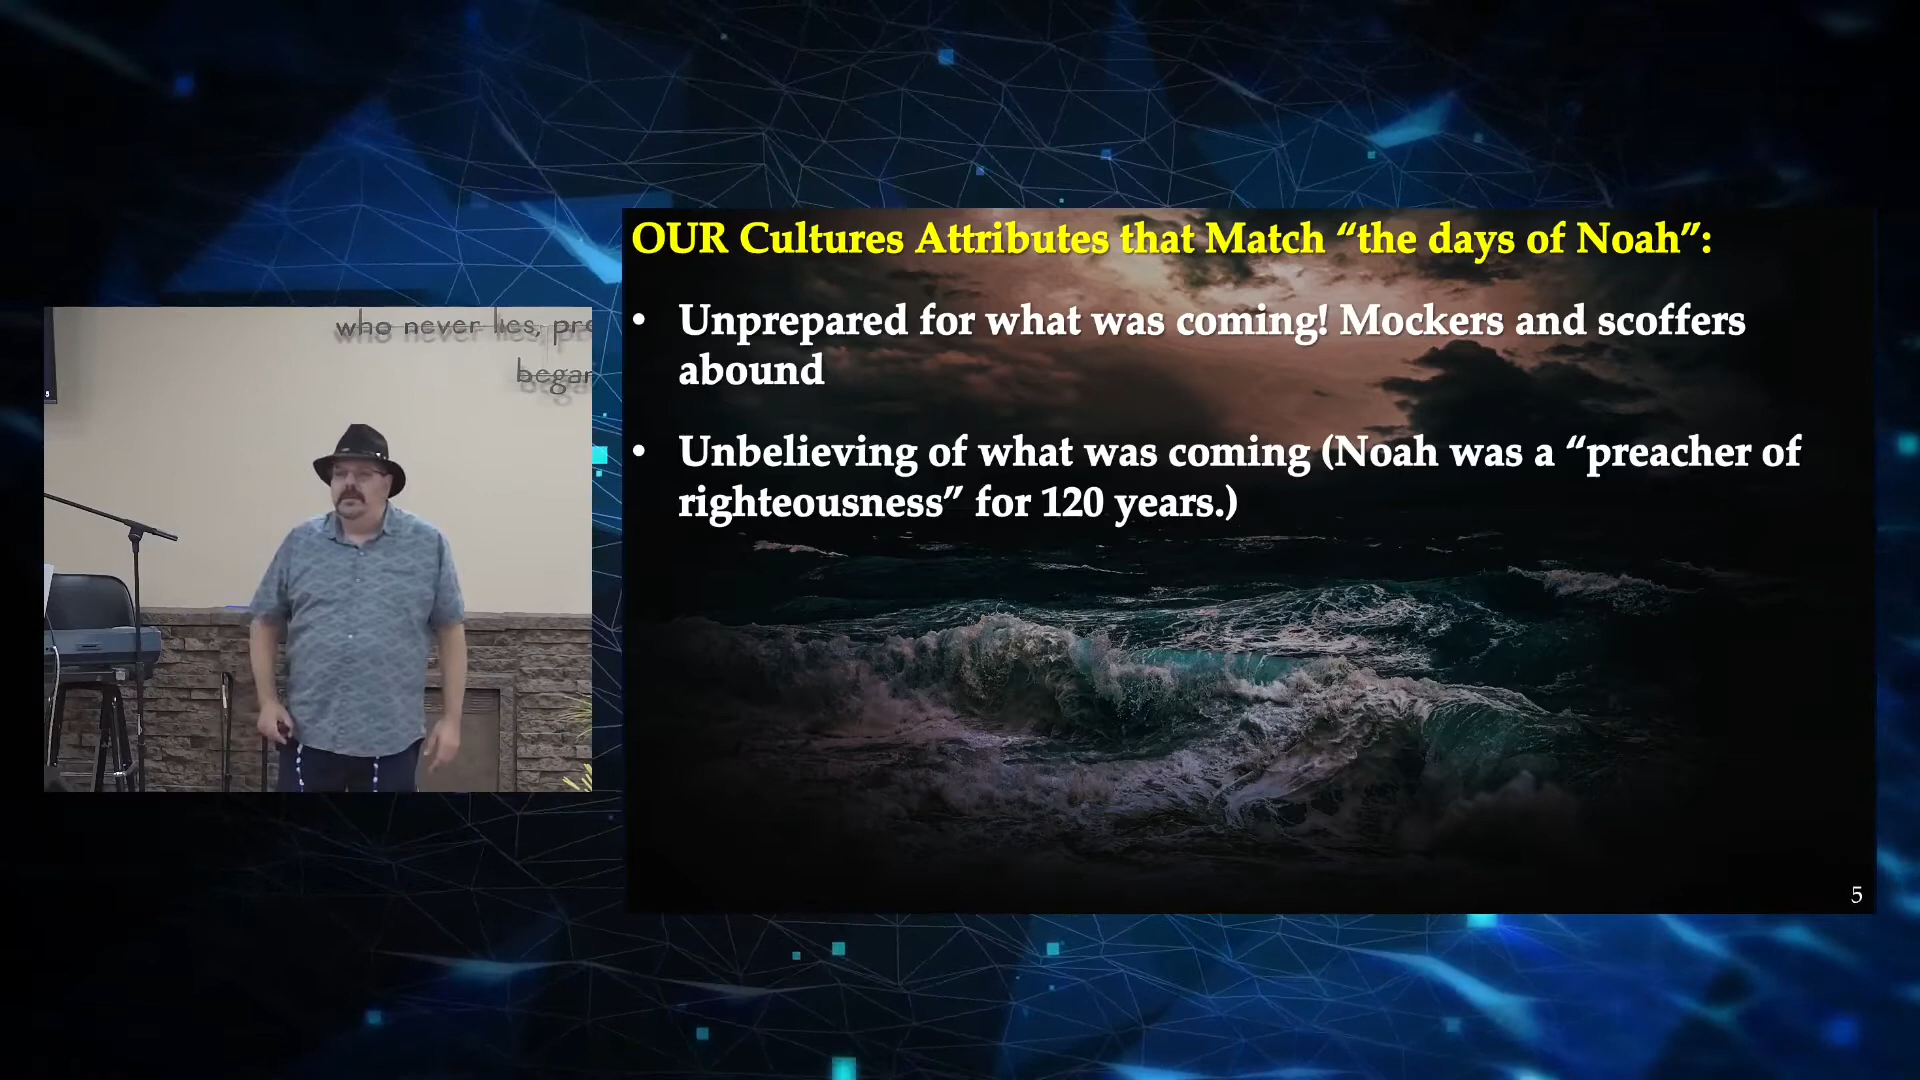 who never lies,
began
OUR Cultures Attributes that Match “the days of Noah”:
• Unprepared for what was coming! Mockers and scoffers
abound
• Unbelieving of what was coming (Noah was a “preacher of
righteousness” for 120 years.)
5